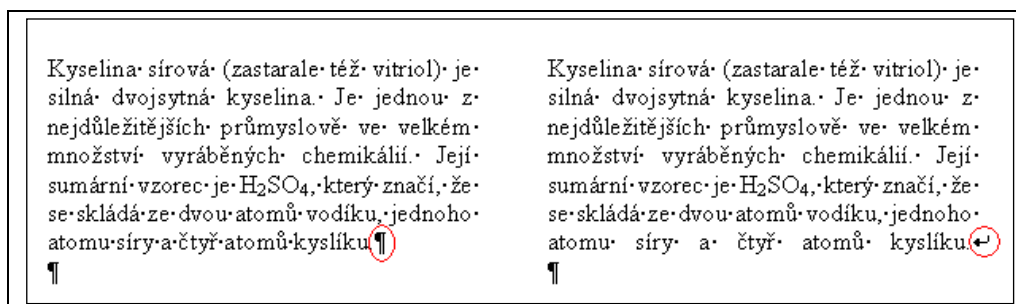 Kyselina sírová (zastarale též vitriol) je
silná dvojsytná kyselina. Je jednou z
nejdůležitějších průmyslově ve velkém
množství vyráběných chemikálií. Její
sumární vzorec je H₂SO₄, který značí, že
se skládá ze dvou atomů vodíku, jednoho
atomu síry a čtyř atomů kyslíku.¶
¶
Kyselina sírová (zastarale též vitriol) je
silná dvojsytná kyselina. Je jednou z
nejdůležitějších průmyslově ve velkém
množství vyráběných chemikálií. Její
sumární vzorec je H₂SO₄, který značí, že
se skládá ze dvou atomů vodíku, jednoho
atomu síry a čtyř atomů kyslíku.↵
¶